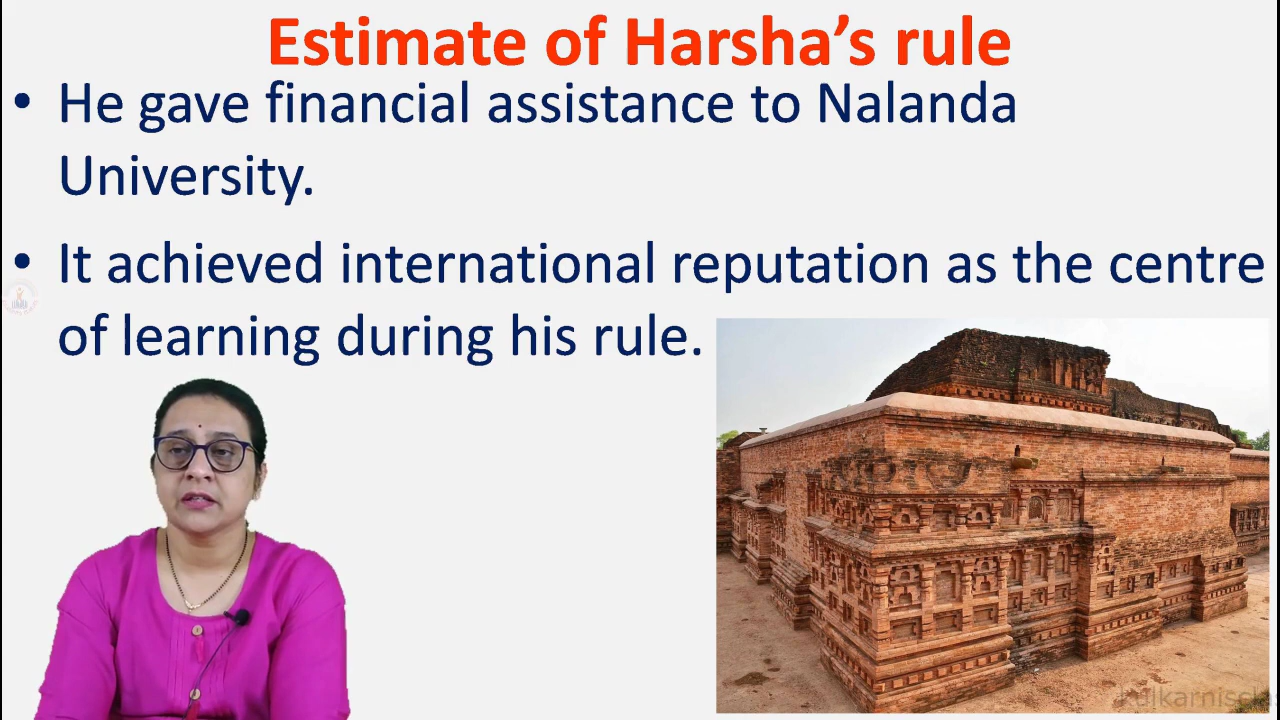 Estimate of Harsha’s rule
• He gave financial assistance to Nalanda
University.
• It achieved international reputation as the centre
of learning during his rule.